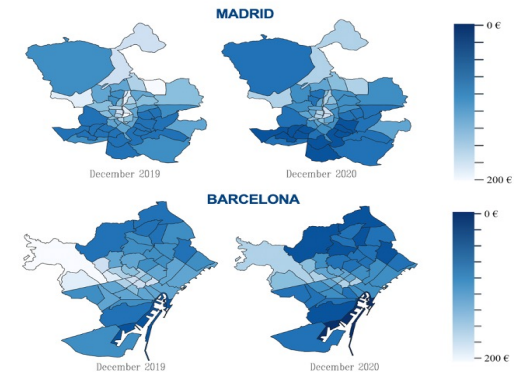 MADRID
0 €
200 €
December 2019
December 2020
BARCELONA
0 €
200 €
December 2019
December 2020